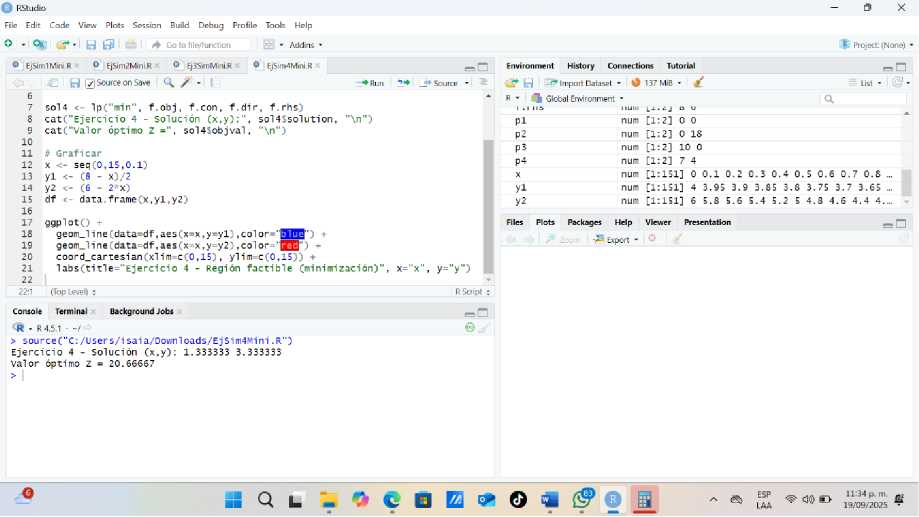 RStudio
File Edit Code View Plots Session Build Debug Profile Tools Help
Go to file/function Addins Project: (None)
EjSim1Mini.R EjSim2Mini.R Ej3SimMini.R EjSim4Mini.R
Source on Save Run Source
6
7 sol4 <- lp("min", f.obj, f.con, f.dir, f.rhs)
8 cat("Ejercicio 4 - Solución (x,y):", sol4$solution, "\n")
9 cat("Valor óptimo Z =", sol4$objval, "\n")
10
11 # Graficar
12 x <- seq(0,15,0.1)
13 y1 <- (8 - x)/2
14 y2 <- (6 - 2*x)
15 df <- data.frame(x,y1,y2)
16
17 ggplot() +
18 geom_line(data=df,aes(x=x,y=y1),color="blue") +
19 geom_line(data=df,aes(x=x,y=y2),color="red") +
20 coord_cartesian(xlim=c(0,15), ylim=c(0,15)) +
21 labs(title="Ejercicio 4 - Región factible (minimización)", x="x", y="y")
22
22:1 (Top Level) R Script
Console Terminal Background Jobs
R 4.5.1 · ~/
> source("C:/Users/isaia/Downloads/EjSim4Mini.R")
Ejercicio 4 - Solución (x,y): 1.333333 3.333333
Valor óptimo Z = 20.66667
>
Environment History Connections Tutorial
Import Dataset 137 MiB List
R Global Environment
f.rhs num [1:2] 8 6
p1 num [1:2] 0 0
p2 num [1:2] 0 18
p3 num [1:2] 10 0
p4 num [1:2] 7 4
x num [1:151] 0 0.1 0.2 0.3 0.4 0.5 0.6 0.7 0.8 ...
y1 num [1:151] 4 3.95 3.9 3.85 3.8 3.75 3.7 3.65 ...
y2 num [1:151] 6 5.8 5.6 5.4 5.2 5 4.8 4.6 4.4 4...
Files Plots Packages Help Viewer Presentation
Zoom Export
6
83
ESP
LAA
11:34 p. m.
19/09/2025